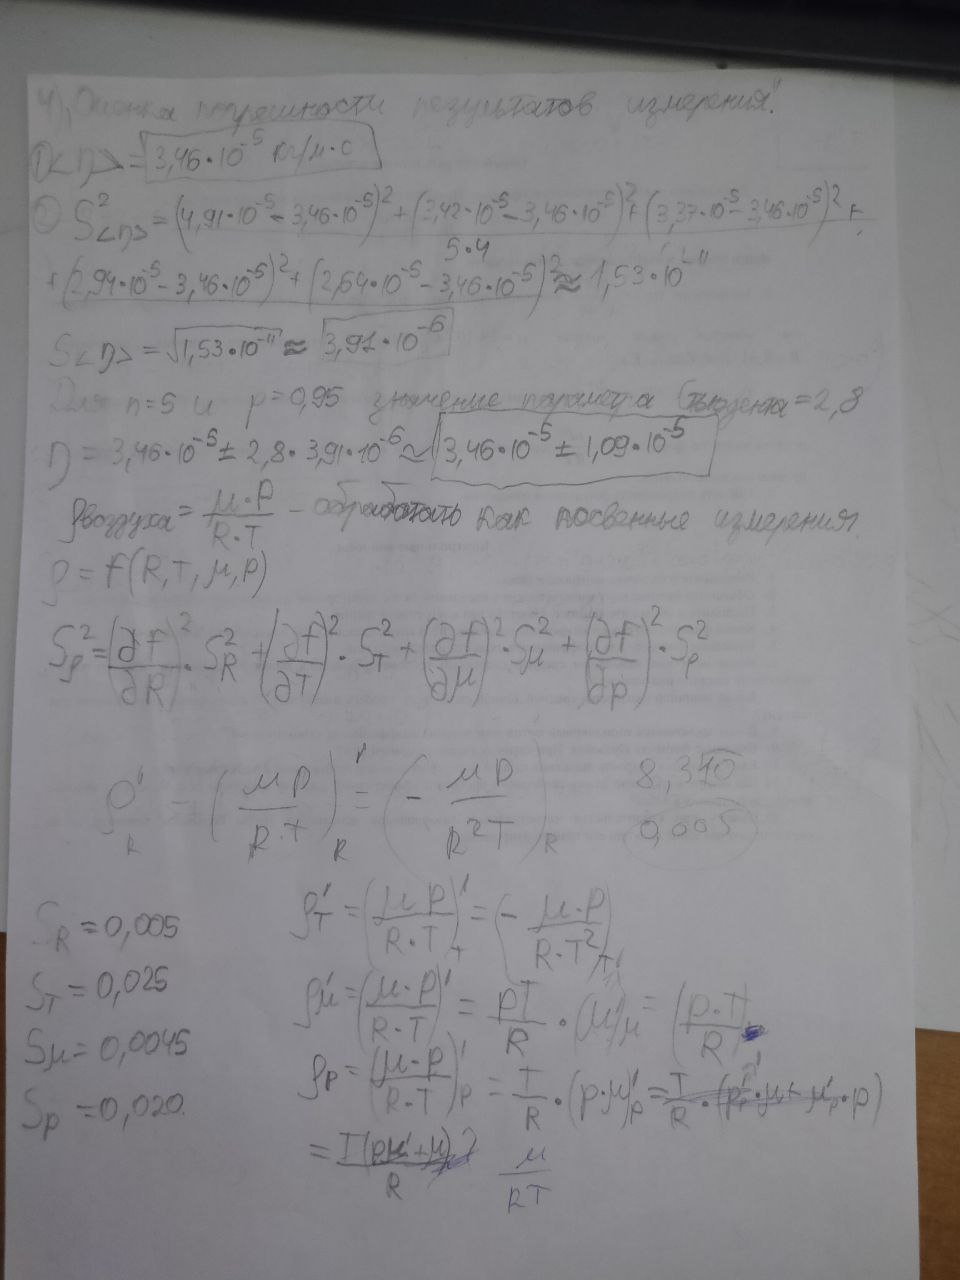 4) Оценка погрешности результатов измерения:
1) <η> = 3,46·10⁻⁵ кг/м·с
2) S²<η> = (4,91·10⁻⁵ - 3,46·10⁻⁵)² + (3,42·10⁻⁵ - 3,46·10⁻⁵)² + (3,37·10⁻⁵ - 3,46·10⁻⁵)² +
5·4
+ (2,94·10⁻⁵ - 3,46·10⁻⁵)² + (2,64·10⁻⁵ - 3,46·10⁻⁵)² ≈ 1,53·10⁻¹¹
S<η> = √1,53·10⁻¹¹ ≈ 3,91·10⁻⁶
Для n=5 и p=0,95 значение параметра Стьюдента = 2,8
η = 3,46·10⁻⁵ ± 2,8·3,91·10⁻⁶ ≈ 3,46·10⁻⁵ ± 1,09·10⁻⁵
ρвоздуха = μ·P / R·T - обработать как косвенные измерения.
ρ = f(R,T,μ,p)
S²ρ = (∂f/∂R)²·S²R + (∂f/∂T)²·S²T + (∂f/∂μ)²·S²μ + (∂f/∂p)²·S²p
ρ'R = (μP / R·T)'R = (- μP / R²T)R 8,310
0,005
SR = 0,005 ρ'T = (μ·P / R·T)'T = (- μ·P / R·T²)T
ST = 0,025 ρ'μ = (μ·P / R·T)' = pT/R · (μ)'μ = (p·T / R)
Sμ = 0,0045 ρp = (μ·P / R·T)'p = T/R · (p·μ)'p = T/R · (p'p·μ + μ'p·p)
Sp = 0,020 = T(pμ' + μ) / R μ / RT